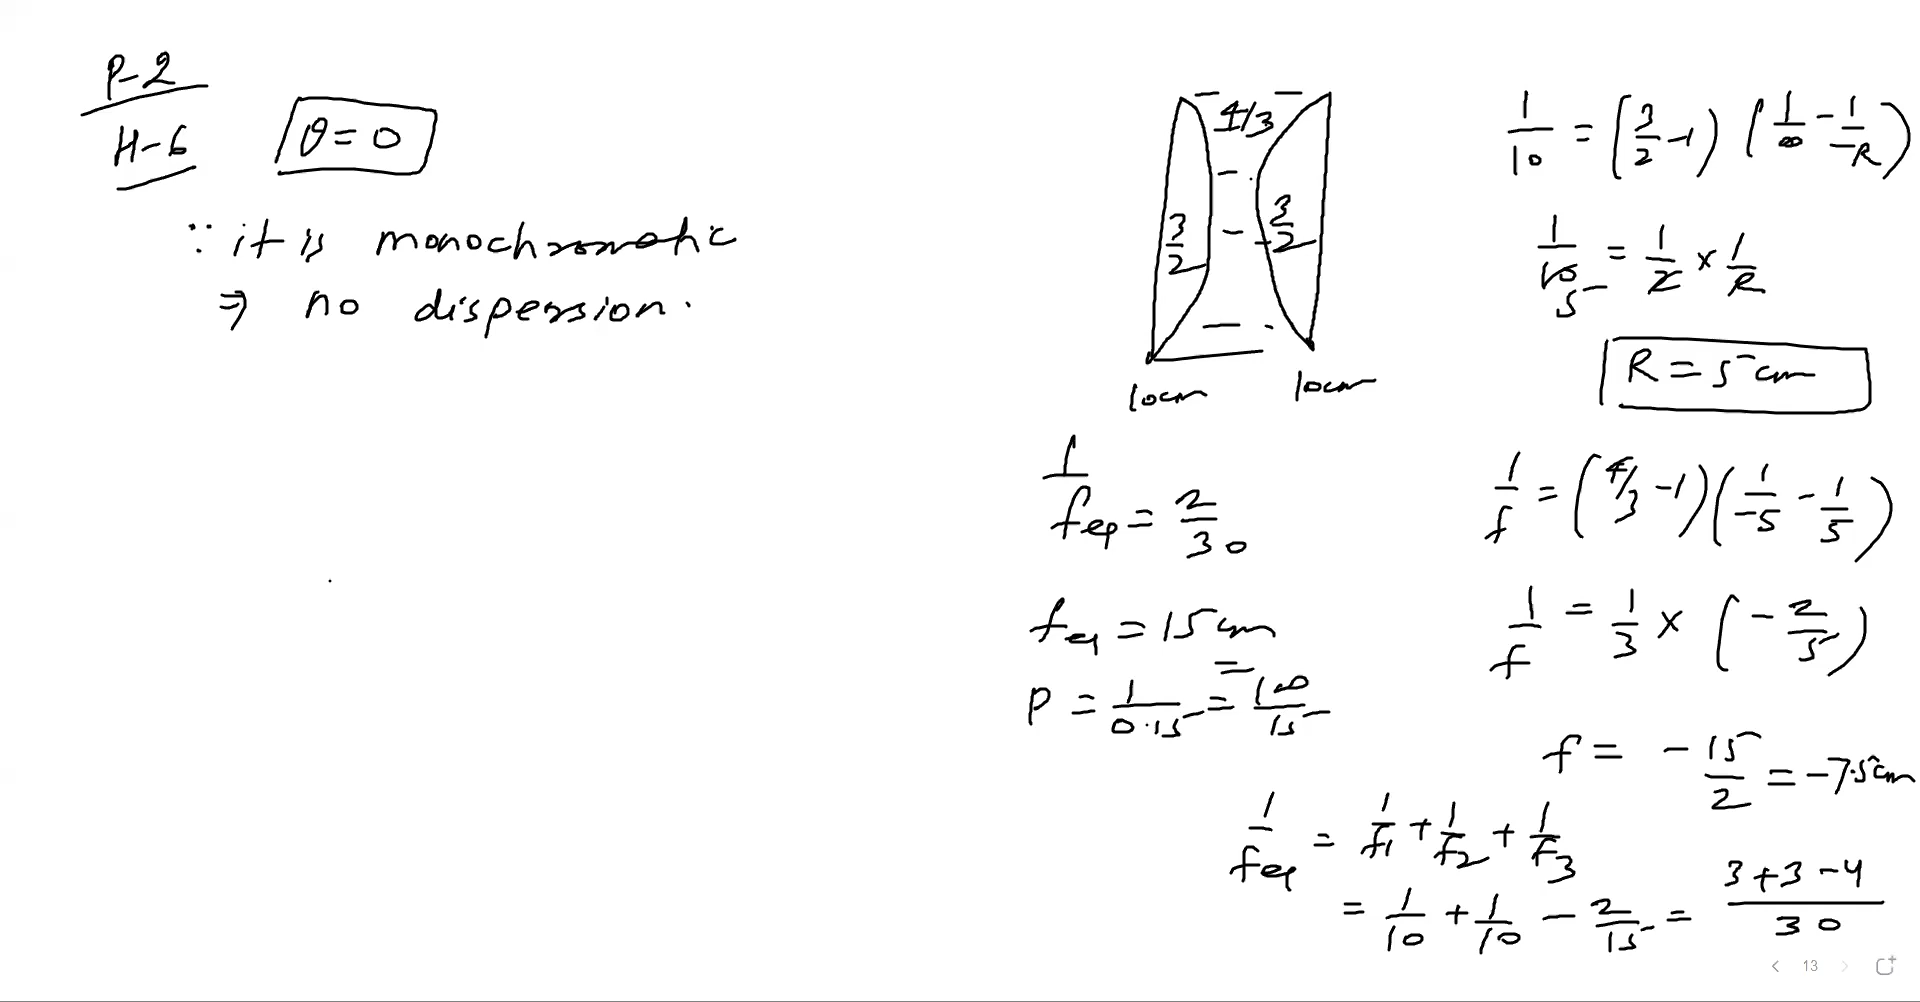 P-2
H-6
θ = 0
∵ it is monochromatic
⇒ no dispersion.
4/3
3/2
3/2
10cm
10cm
1/feq = 2/30
feq = 15 cm
P = 1/0.15 = 100/15
1/10 = (3/2 - 1) (1/∞ - 1/-R)
1/10 5 = 1/2 × 1/R
R = 5 cm
1/f = (4/3 - 1) (1/-5 - 1/5)
1/f = 1/3 × (-2/5)
f = -15/2 = -7.5cm
1/feq = 1/f1 + 1/f2 + 1/f3
= 1/10 + 1/10 - 2/15 = 3+3-4/30
13